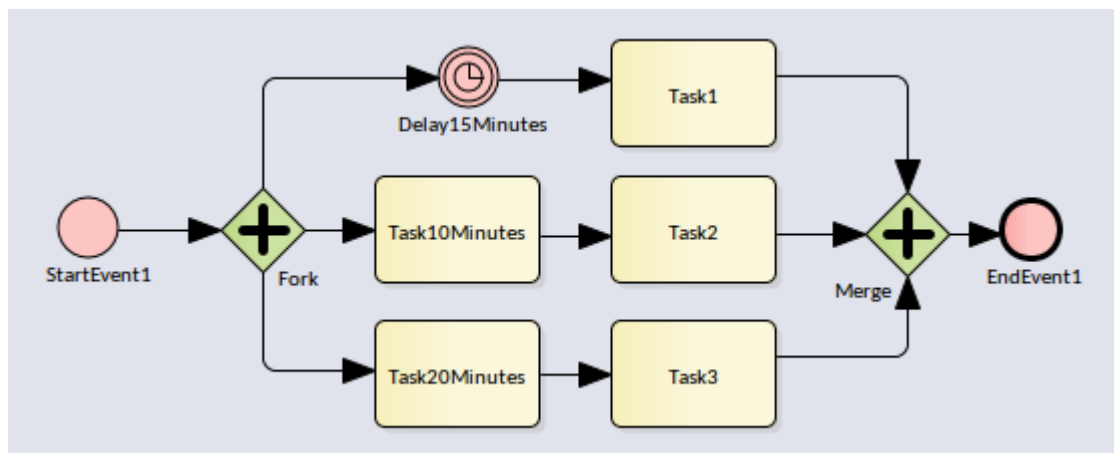 Task1
Delay15Minutes
Task10Minutes
Task2
StartEvent1
Fork
Merge
EndEvent1
Task20Minutes
Task3